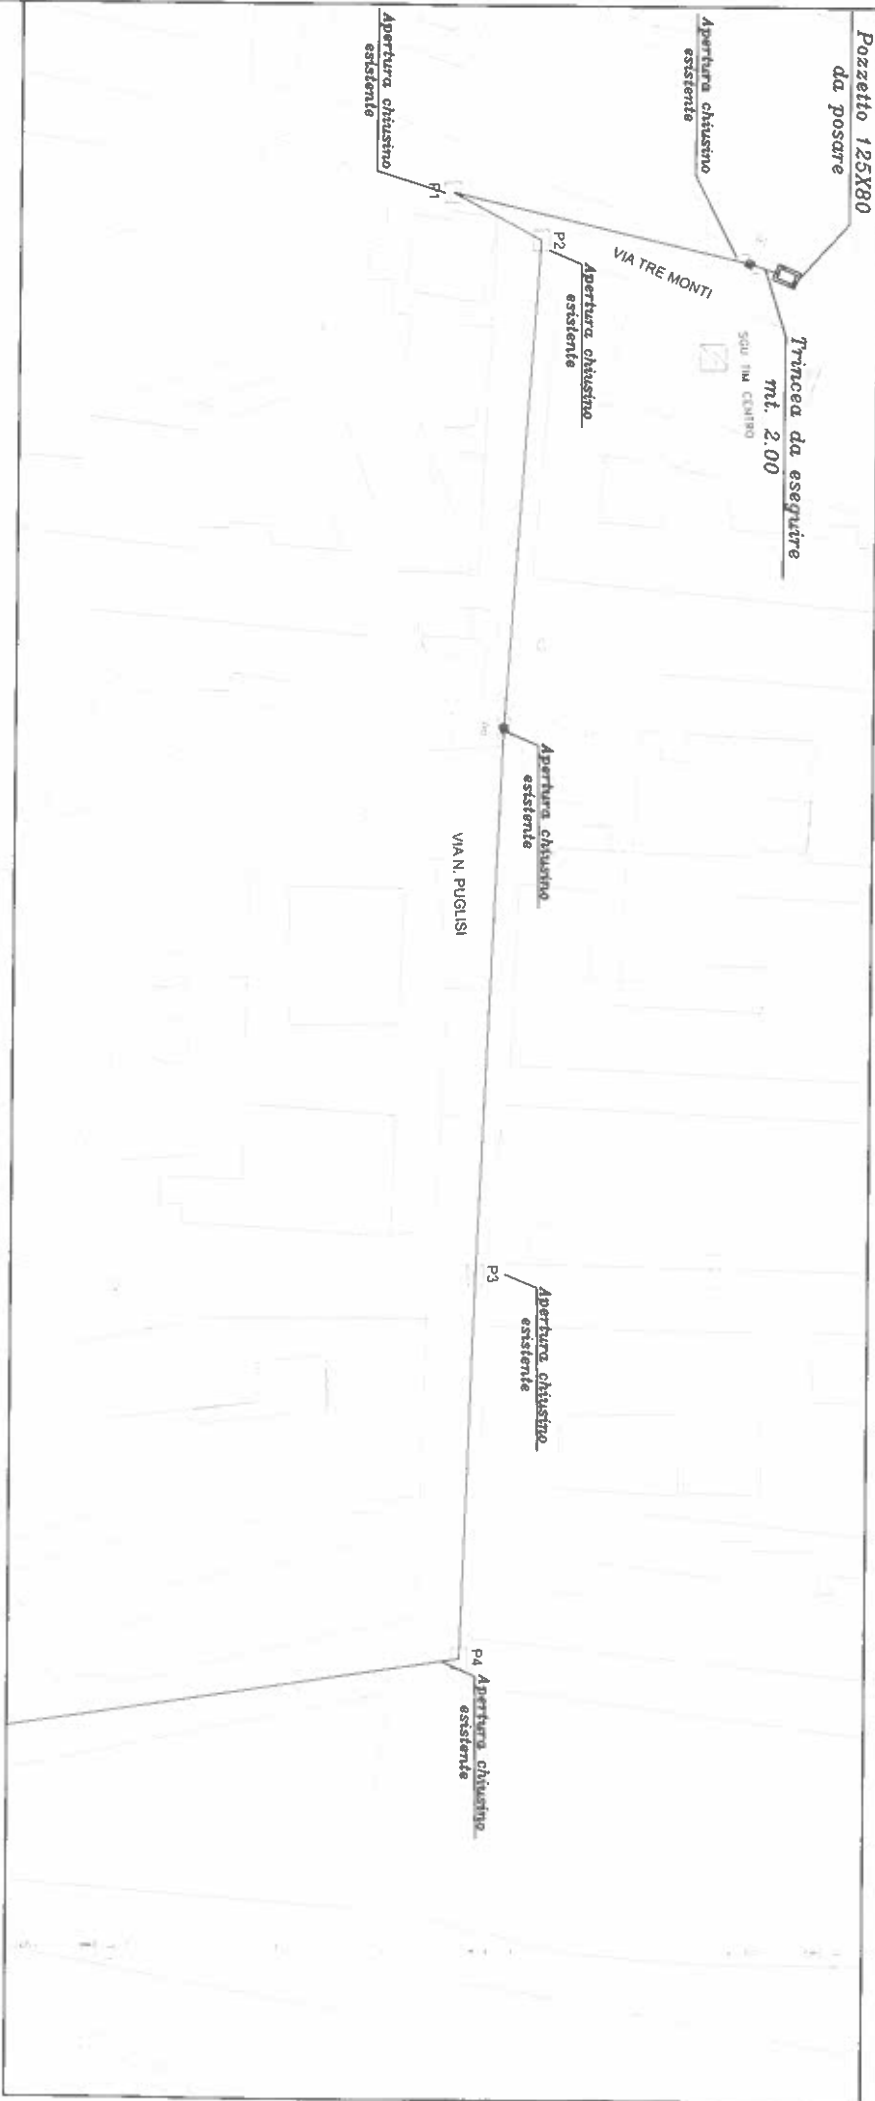 Pozzetto 125X80
da posare
Apertura chiusino
esistente
Trincea da eseguire
mt. 2.00
SGU TIM CENTRO
VIA TRE MONTI
Apertura chiusino
esistente
P1
P2
Apertura chiusino
esistente
Apertura chiusino
esistente
VIA N. PUGLISI
P3
Apertura chiusino
esistente
P4
Apertura chiusino
esistente